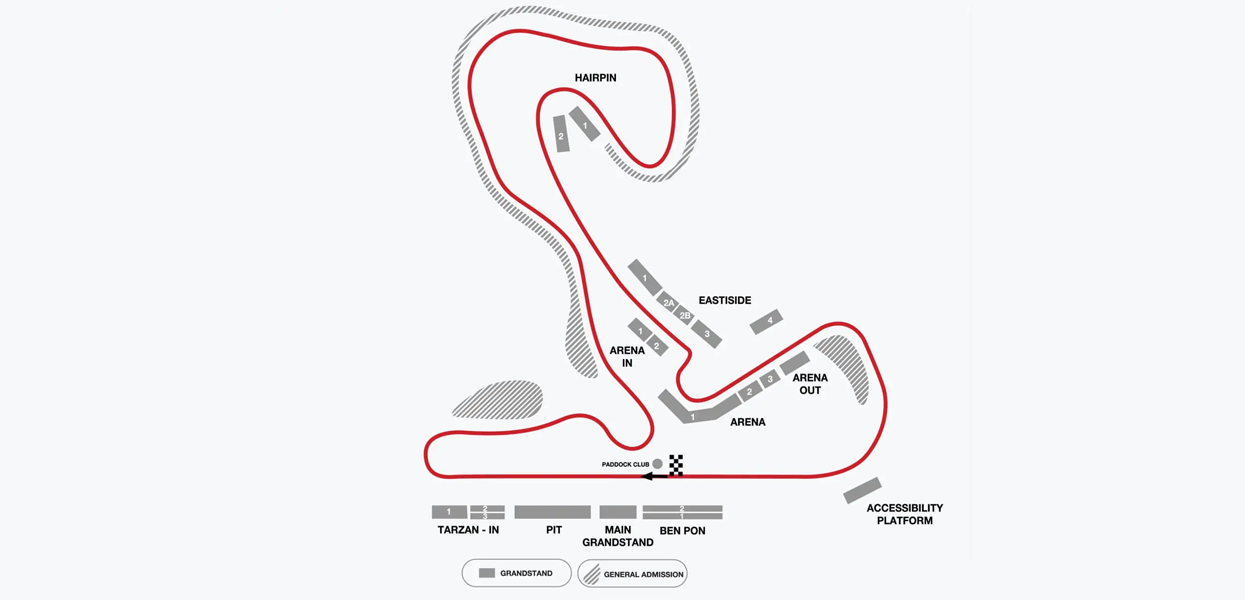 HAIRPIN
1
2
1
2A
EASTISIDE
2B
4
1
3
2
ARENA
IN
ARENA
OUT
3
2
1
ARENA
PADDOCK CLUB
1
2
3
2
1
TARZAN - IN
PIT
MAIN
GRANDSTAND
BEN PON
ACCESSIBILITY
PLATFORM
GRANDSTAND
GENERAL ADMISSION